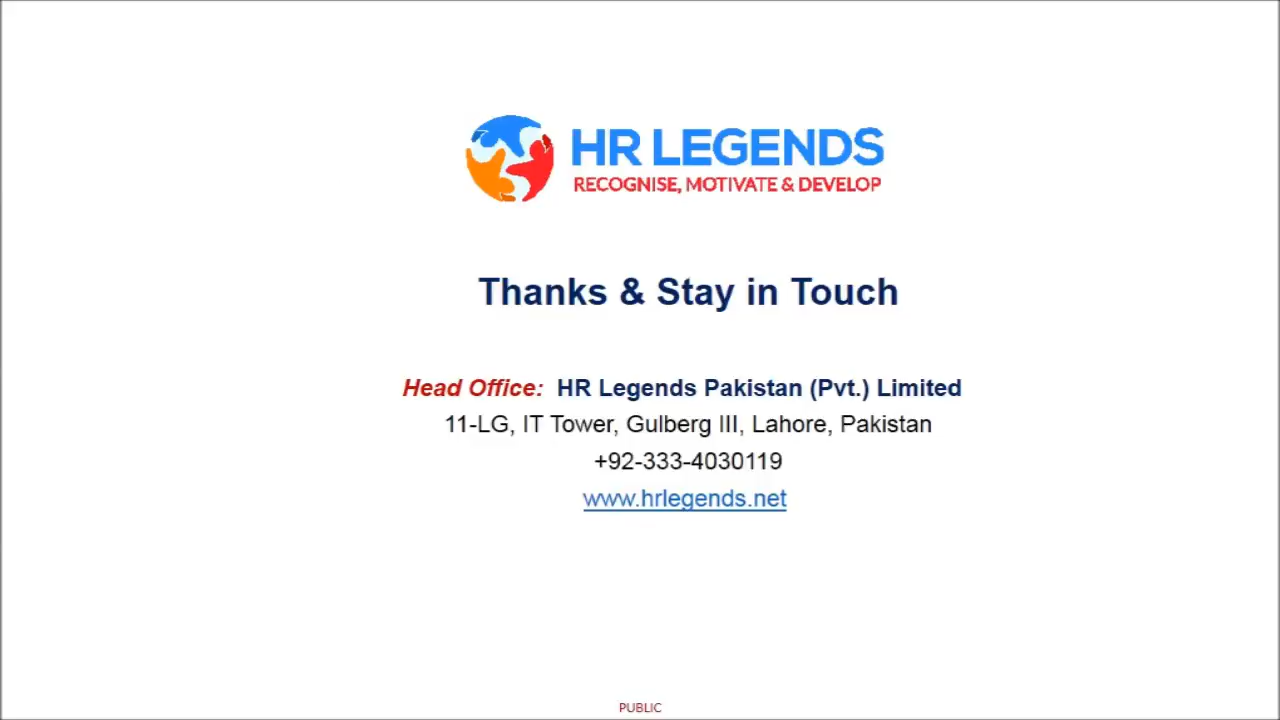 HR LEGENDS
RECOGNISE, MOTIVATE & DEVELOP
Thanks & Stay in Touch
Head Office: HR Legends Pakistan (Pvt.) Limited
11-LG, IT Tower, Gulberg III, Lahore, Pakistan
+92-333-4030119
www.hrlegends.net
PUBLIC